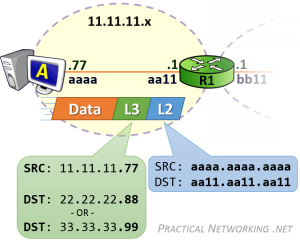 11.11.11.x
A
.77
.1
.1
aaaa
aa11
R1
bb11
Data
L3
L2
SRC: 11.11.11.77
DST: 22.22.22.88
- OR -
DST: 33.33.33.99
SRC: aaaa.aaaa.aaaa
DST: aa11.aa11.aa11
PRACTICAL NETWORKING .NET